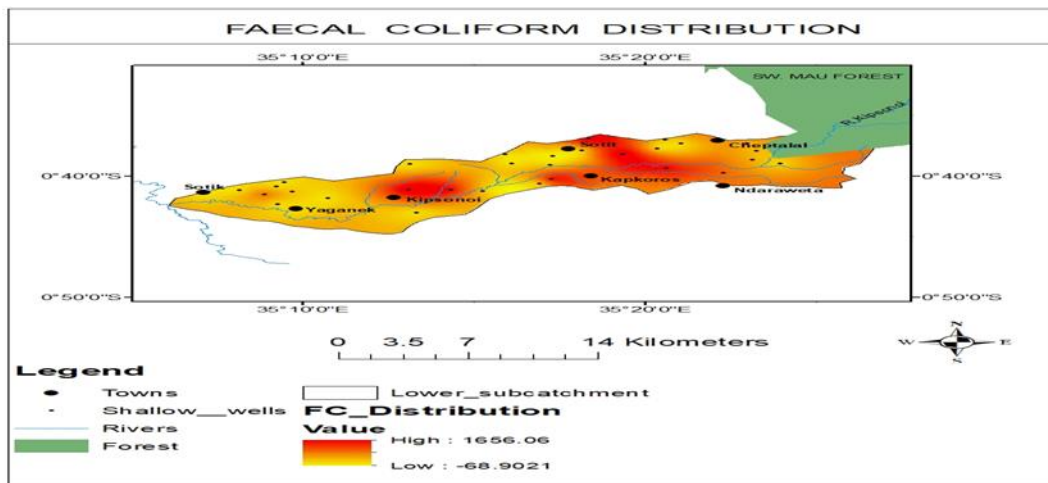 FAECAL COLIFORM DISTRIBUTION
35°10'0"E 35°20'0"E
SW. MAU FOREST
R.Kipsonoi
Sotit
Cheptalal
0°40'0"S 0°40'0"S
Sotik
Kapkoros
Ndaraweta
Kipsonoi
Yaganek
0°50'0"S 0°50'0"S
35°10'0"E 35°20'0"E
0 3.5 7 14 Kilometers
N
W E
S
Legend
Towns
Shallow__wells
Rivers
Forest
Lower_subcatchment
FC_Distribution
Value
High : 1656.06
Low : -68.9021